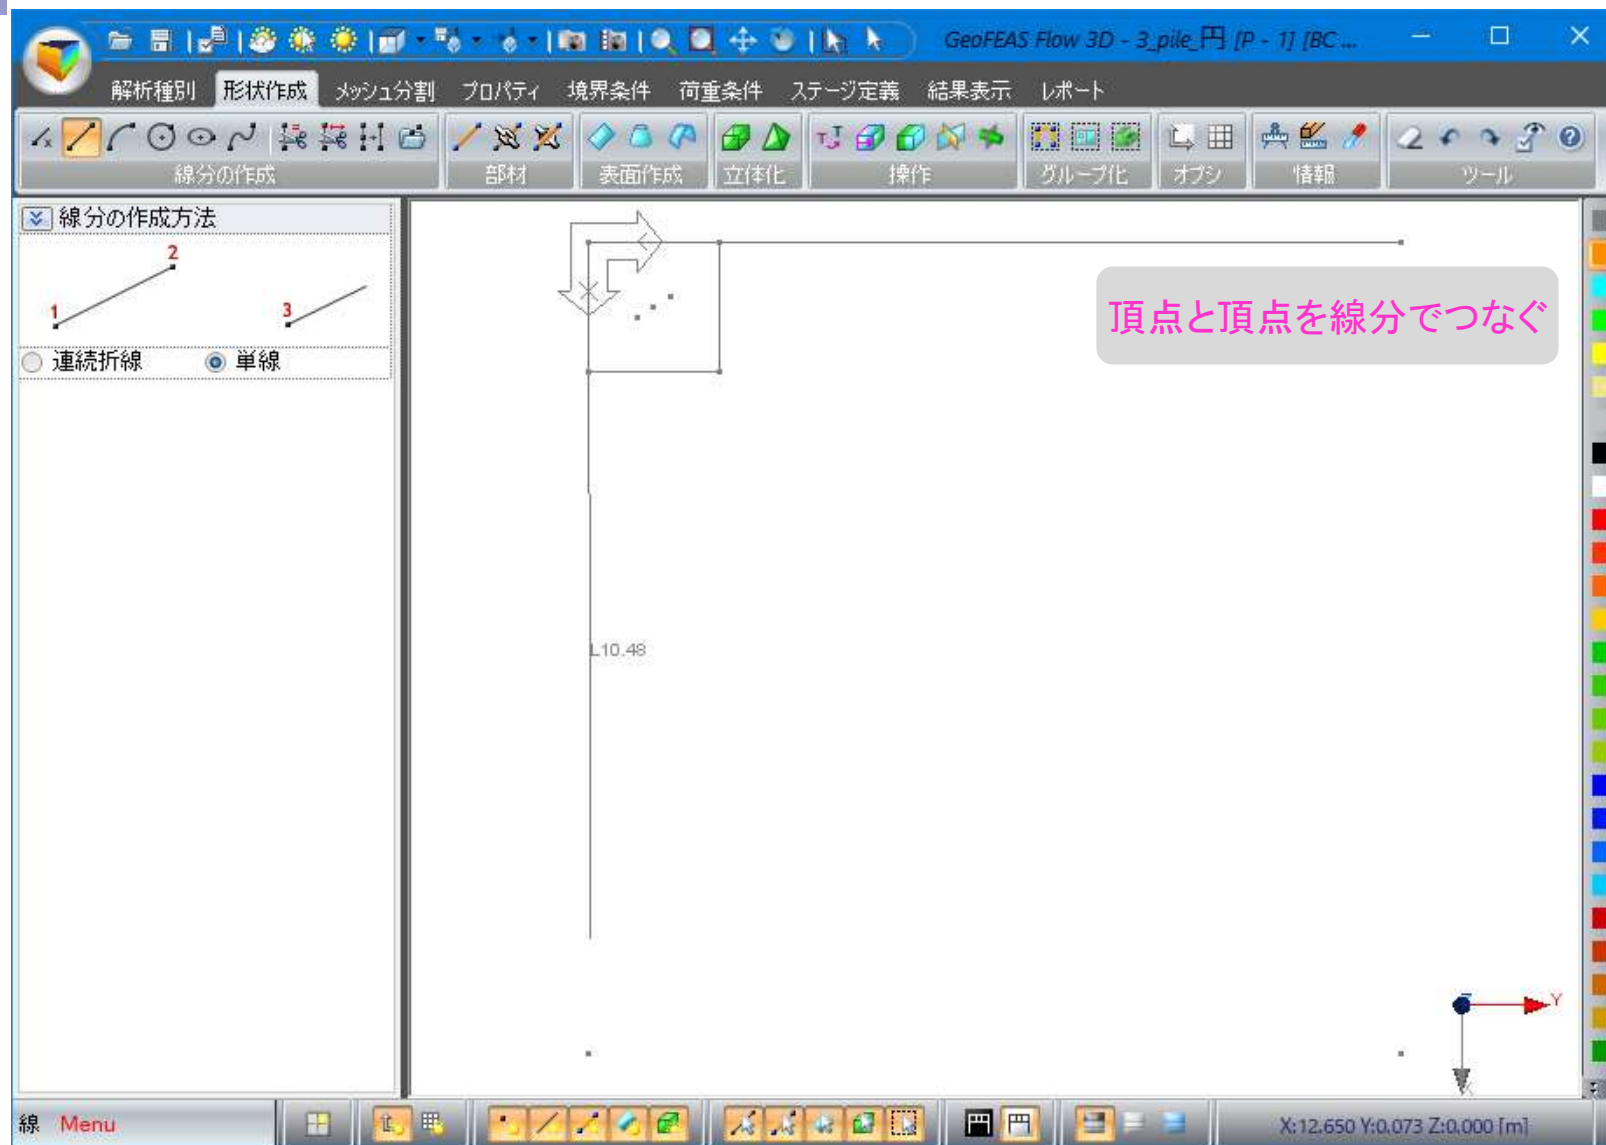 GeoFEAS Flow 3D - 3_pile_円 [P - 1] [BC ...
解析種別 形状作成 メッシュ分割 プロパティ 境界条件 荷重条件 ステージ定義 結果表示 レポート
線分の作成 部材 表面作成 立体化 操作 グループ化 オプシ 情報 ツール
線分の作成方法
1 2 3
連続折線 単線
頂点と頂点を線分でつなぐ
L10.48
Y
X
線 Menu
X:12.650 Y:0.073 Z:0.000 [m]